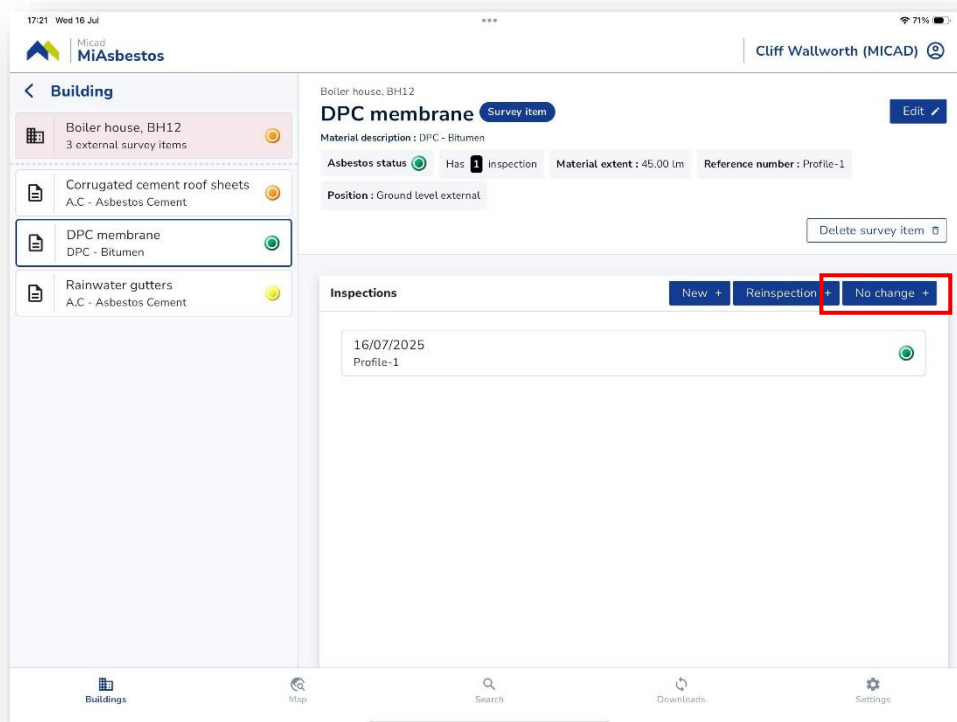 17:21 Wed 16 Jul
71%
Micad
MiAsbestos
Cliff Wallworth (MICAD)
Building
Boiler house, BH12
3 external survey items
Corrugated cement roof sheets
A.C - Asbestos Cement
DPC membrane
DPC - Bitumen
Rainwater gutters
A.C - Asbestos Cement
Boiler house, BH12
DPC membrane Survey item
Edit
Material description : DPC - Bitumen
Asbestos status Has 1 inspection Material extent : 45.00 lm Reference number : Profile-1
Position : Ground level external
Delete survey item
Inspections
New + Reinspection + No change +
16/07/2025
Profile-1
Buildings Map Search Downloads Settings